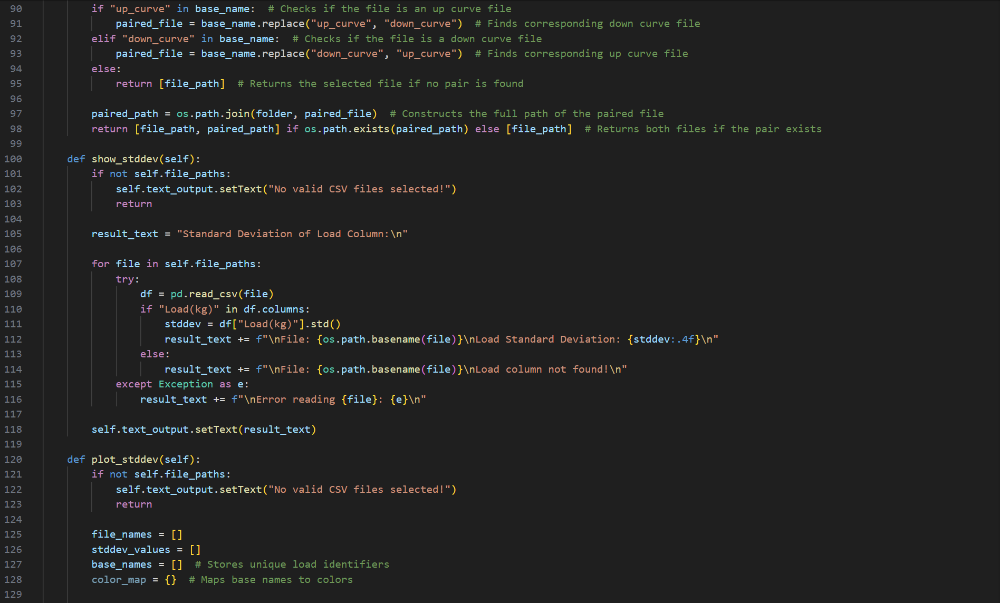 90 if "up_curve" in base_name:  # Checks if the file is an up curve file
91 paired_file = base_name.replace("up_curve", "down_curve")  # Finds corresponding down curve file
92 elif "down_curve" in base_name:  # Checks if the file is a down curve file
93 paired_file = base_name.replace("down_curve", "up_curve")  # Finds corresponding up curve file
94 else:
95 return [file_path]  # Returns the selected file if no pair is found
96
97 paired_path = os.path.join(folder, paired_file)  # Constructs the full path of the paired file
98 return [file_path, paired_path] if os.path.exists(paired_path) else [file_path]  # Returns both files if the pair exists
99
100 def show_stddev(self):
101 if not self.file_paths:
102 self.text_output.setText("No valid CSV files selected!")
103 return
104
105 result_text = "Standard Deviation of Load Column:\n"
106
107 for file in self.file_paths:
108 try:
109 df = pd.read_csv(file)
110 if "Load(kg)" in df.columns:
111 stddev = df["Load(kg)"].std()
112 result_text += f"\nFile: {os.path.basename(file)}\nLoad Standard Deviation: {stddev:.4f}\n"
113 else:
114 result_text += f"\nFile: {os.path.basename(file)}\nLoad column not found!\n"
115 except Exception as e:
116 result_text += f"\nError reading {file}: {e}\n"
117
118 self.text_output.setText(result_text)
119
120 def plot_stddev(self):
121 if not self.file_paths:
122 self.text_output.setText("No valid CSV files selected!")
123 return
124
125 file_names = []
126 stddev_values = []
127 base_names = []  # Stores unique load identifiers
128 color_map = {}  # Maps base names to colors
129